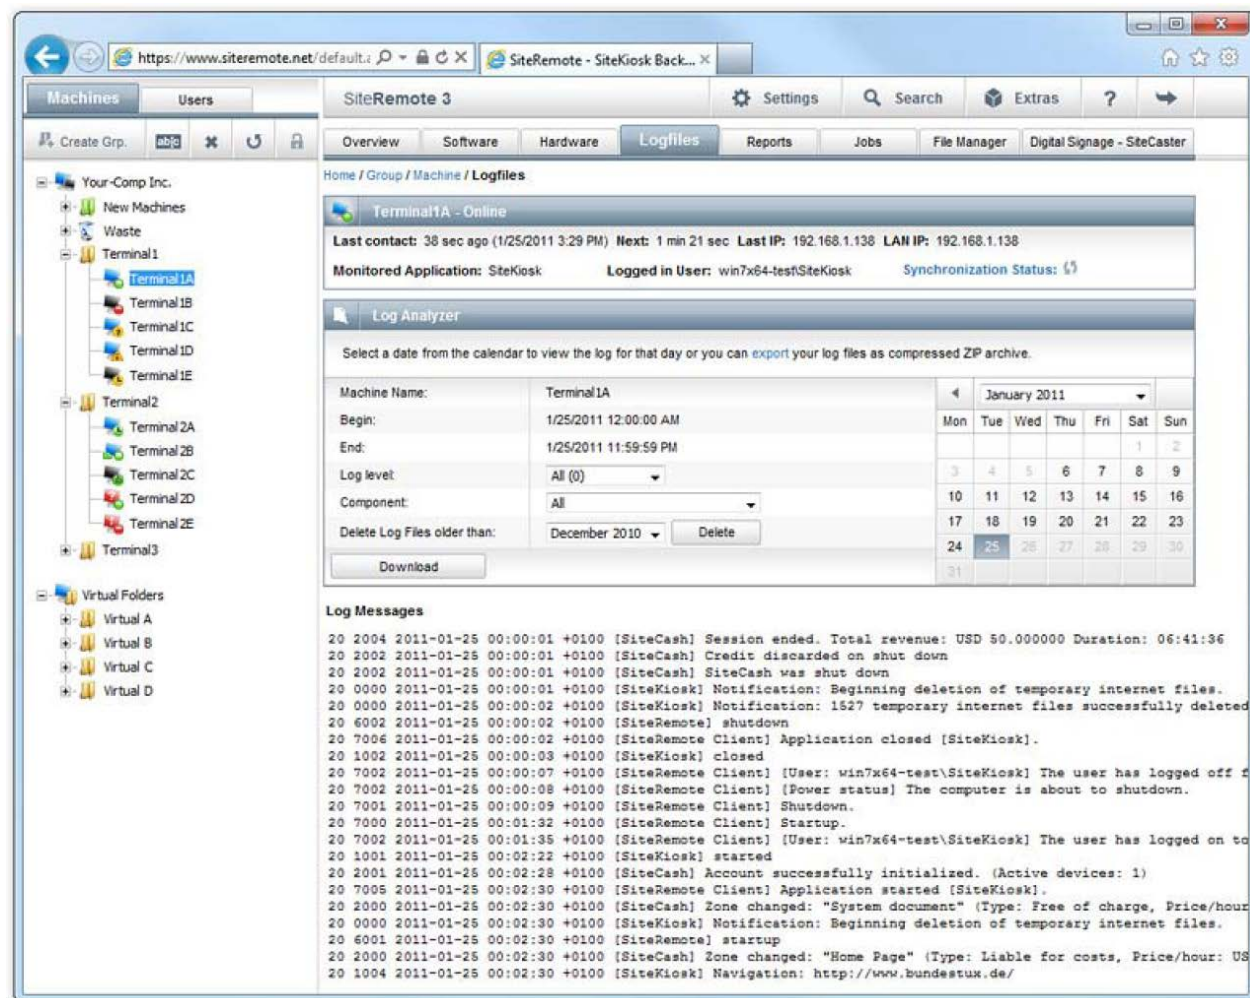 https://www.siteremote.net/default.a
SiteRemote - SiteKiosk Back...
Machines
Users
SiteRemote 3
Settings
Search
Extras
?
Create Grp.
abc
Overview
Software
Hardware
Logfiles
Reports
Jobs
File Manager
Digital Signage - SiteCaster
Your-Comp Inc.
New Machines
Waste
Terminal1
Terminal1A
Terminal1B
Terminal1C
Terminal1D
Terminal1E
Terminal2
Terminal2A
Terminal2B
Terminal2C
Terminal2D
Terminal2E
Terminal3
Virtual Folders
Virtual A
Virtual B
Virtual C
Virtual D
Home / Group / Machine / Logfiles
Terminal1A - Online
Last contact: 38 sec ago (1/25/2011 3:29 PM) Next: 1 min 21 sec Last IP: 192.168.1.138 LAN IP: 192.168.1.138
Monitored Application: SiteKiosk Logged in User: win7x64-test\SiteKiosk Synchronization Status:
Log Analyzer
Select a date from the calendar to view the log for that day or you can export your log files as compressed ZIP archive.
Machine Name: Terminal1A
Begin: 1/25/2011 12:00:00 AM
End: 1/25/2011 11:59:59 PM
Log level: All (0)
Component: All
Delete Log Files older than: December 2010 Delete
Download
January 2011
Mon Tue Wed Thu Fri Sat Sun
1 2
3 4 5 6 7 8 9
10 11 12 13 14 15 16
17 18 19 20 21 22 23
24 25 26 27 28 29 30
31
Log Messages
20 2004 2011-01-25 00:00:01 +0100 [SiteCash] Session ended. Total revenue: USD 50.000000 Duration: 06:41:36
20 2002 2011-01-25 00:00:01 +0100 [SiteCash] Credit discarded on shut down
20 2002 2011-01-25 00:00:01 +0100 [SiteCash] SiteCash was shut down
20 0000 2011-01-25 00:00:01 +0100 [SiteKiosk] Notification: Beginning deletion of temporary internet files.
20 0000 2011-01-25 00:00:02 +0100 [SiteKiosk] Notification: 1527 temporary internet files successfully deleted
20 6002 2011-01-25 00:00:02 +0100 [SiteRemote] shutdown
20 7006 2011-01-25 00:00:02 +0100 [SiteRemote Client] Application closed [SiteKiosk].
20 1002 2011-01-25 00:00:03 +0100 [SiteKiosk] closed
20 7002 2011-01-25 00:00:07 +0100 [SiteRemote Client] [User: win7x64-test\SiteKiosk] The user has logged off f
20 7002 2011-01-25 00:00:08 +0100 [SiteRemote Client] [Power status] The computer is about to shutdown.
20 7001 2011-01-25 00:00:09 +0100 [SiteRemote Client] Shutdown.
20 7000 2011-01-25 00:01:32 +0100 [SiteRemote Client] Startup.
20 7002 2011-01-25 00:01:35 +0100 [SiteRemote Client] [User: win7x64-test\SiteKiosk] The user has logged on to
20 1001 2011-01-25 00:02:22 +0100 [SiteKiosk] started
20 2001 2011-01-25 00:02:28 +0100 [SiteCash] Account successfully initialized. (Active devices: 1)
20 7005 2011-01-25 00:02:30 +0100 [SiteRemote Client] Application started [SiteKiosk].
20 2000 2011-01-25 00:02:30 +0100 [SiteCash] Zone changed: "System document" (Type: Free of charge, Price/hour
20 0000 2011-01-25 00:02:30 +0100 [SiteKiosk] Notification: Beginning deletion of temporary internet files.
20 6001 2011-01-25 00:02:30 +0100 [SiteRemote] startup
20 2000 2011-01-25 00:02:30 +0100 [SiteCash] Zone changed: "Home Page" (Type: Liable for costs, Price/hour: US
20 1004 2011-01-25 00:02:30 +0100 [SiteKiosk] Navigation: http://www.bundestux.de/